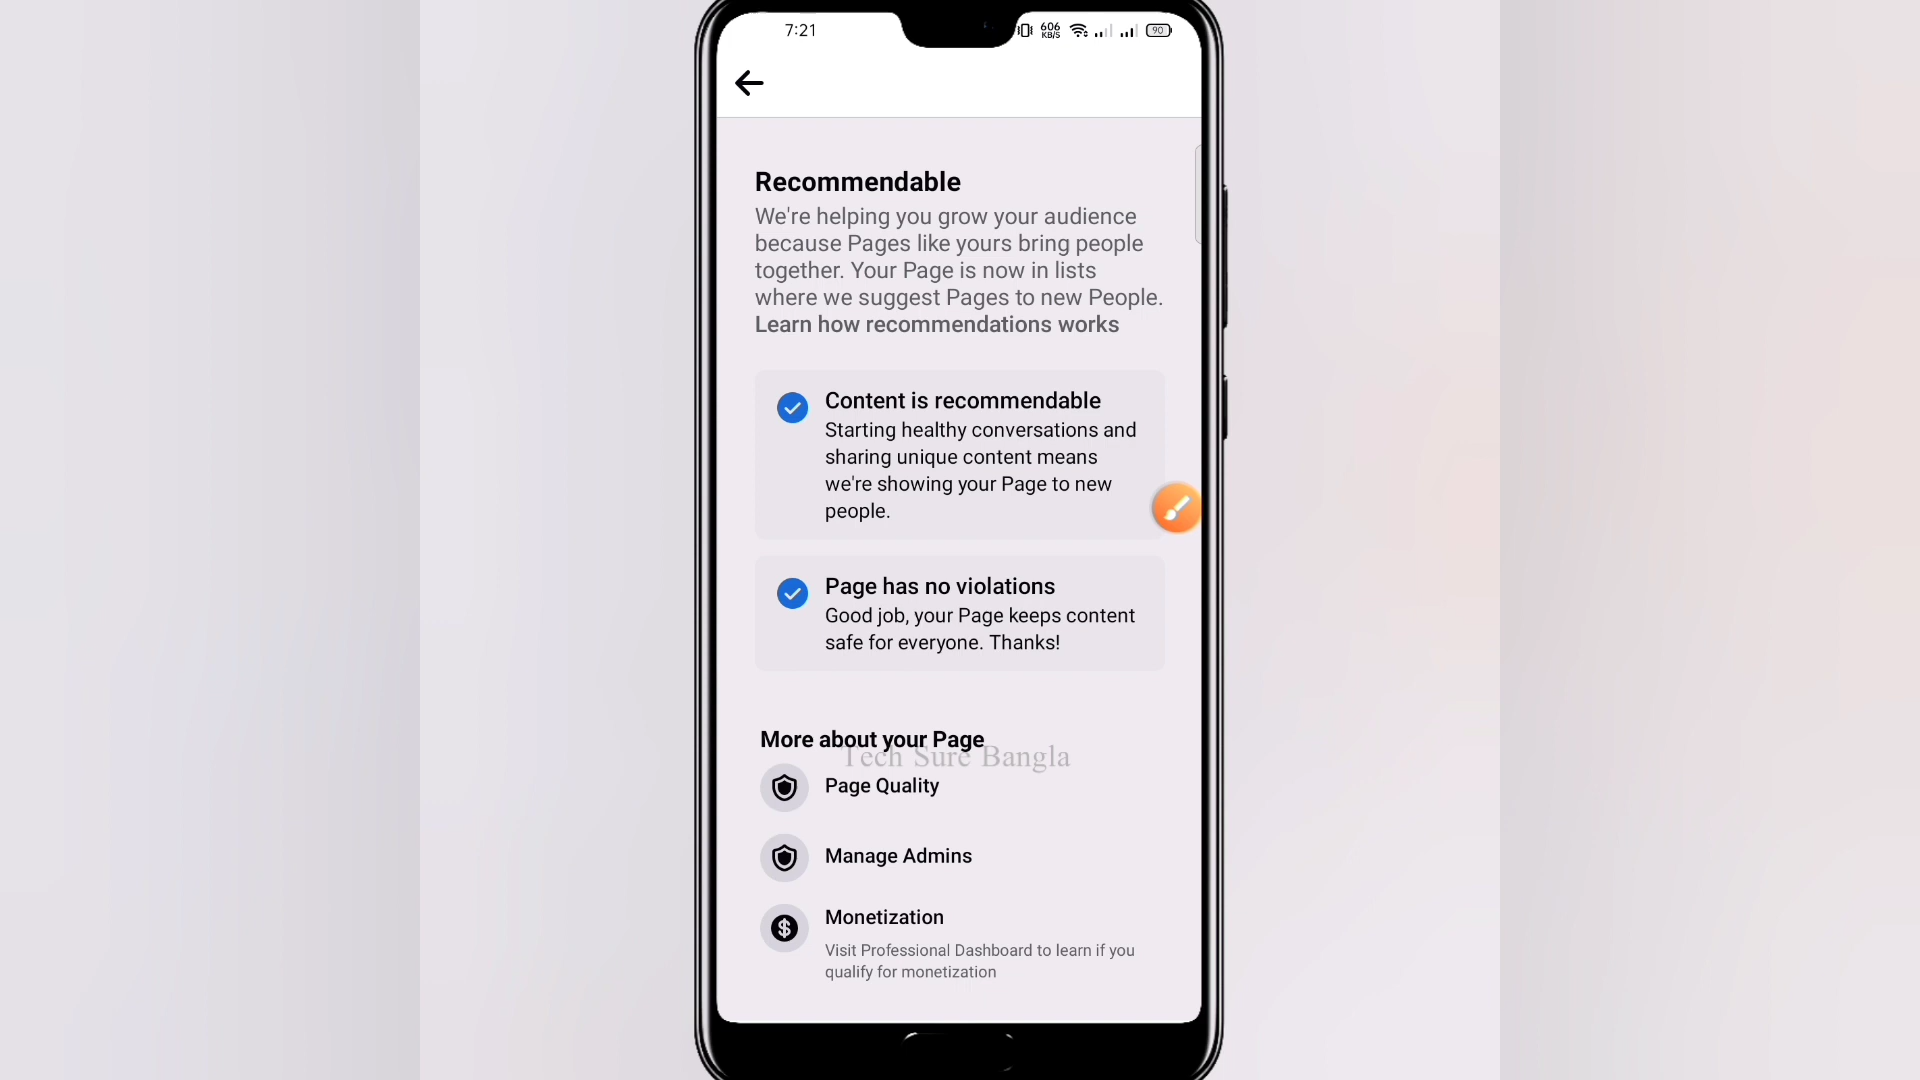 7:21
606
KB/S
90
Recommendable
We're helping you grow your audience
because Pages like yours bring people
together. Your Page is now in lists
where we suggest Pages to new People.
Learn how recommendations works
Content is recommendable
Starting healthy conversations and
sharing unique content means
we're showing your Page to new
people.
Page has no violations
Good job, your Page keeps content
safe for everyone. Thanks!
More about your Page
Tech Sure Bangla
Page Quality
Manage Admins
$
Monetization
Visit Professional Dashboard to learn if you
qualify for monetization